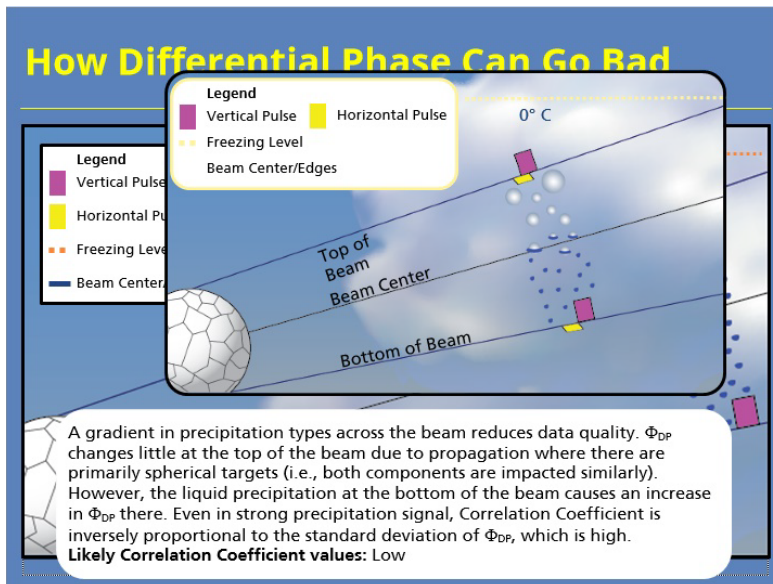 How Differential Phase Can Go Bad
Legend
Vertical Pulse
Horizontal Pulse
Freezing Level
Beam Center/Edges
0° C
Top of
Beam
Beam Center
Bottom of Beam
Legend
Vertical Pulse
Horizontal Pu
Freezing Leve
Beam Center
A gradient in precipitation types across the beam reduces data quality. ΦDP
changes little at the top of the beam due to propagation where there are
primarily spherical targets (i.e., both components are impacted similarly).
However, the liquid precipitation at the bottom of the beam causes an increase
in ΦDP there. Even in strong precipitation signal, Correlation Coefficient is
inversely proportional to the standard deviation of ΦDP, which is high.
Likely Correlation Coefficient values: Low